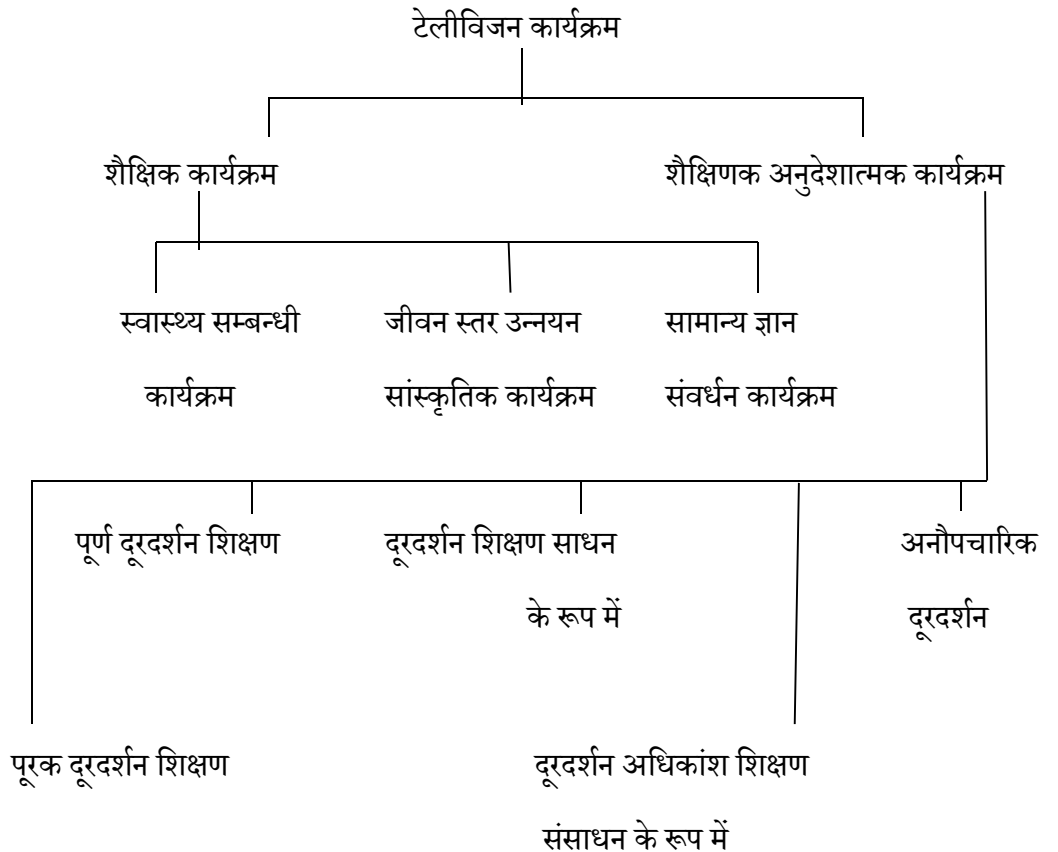 टेलीविजन कार्यक्रम
शैक्षिक कार्यक्रम
शैक्षिणक अनुदेशात्मक कार्यक्रम
स्वास्थ्य सम्बन्धी
कार्यक्रम
जीवन स्तर उन्नयन
सांस्कृतिक कार्यक्रम
सामान्य ज्ञान
संवर्धन कार्यक्रम
पूर्ण दूरदर्शन शिक्षण
दूरदर्शन शिक्षण साधन
के रूप में
अनौपचारिक
दूरदर्शन
पूरक दूरदर्शन शिक्षण
दूरदर्शन अधिकांश शिक्षण
संसाधन के रूप में